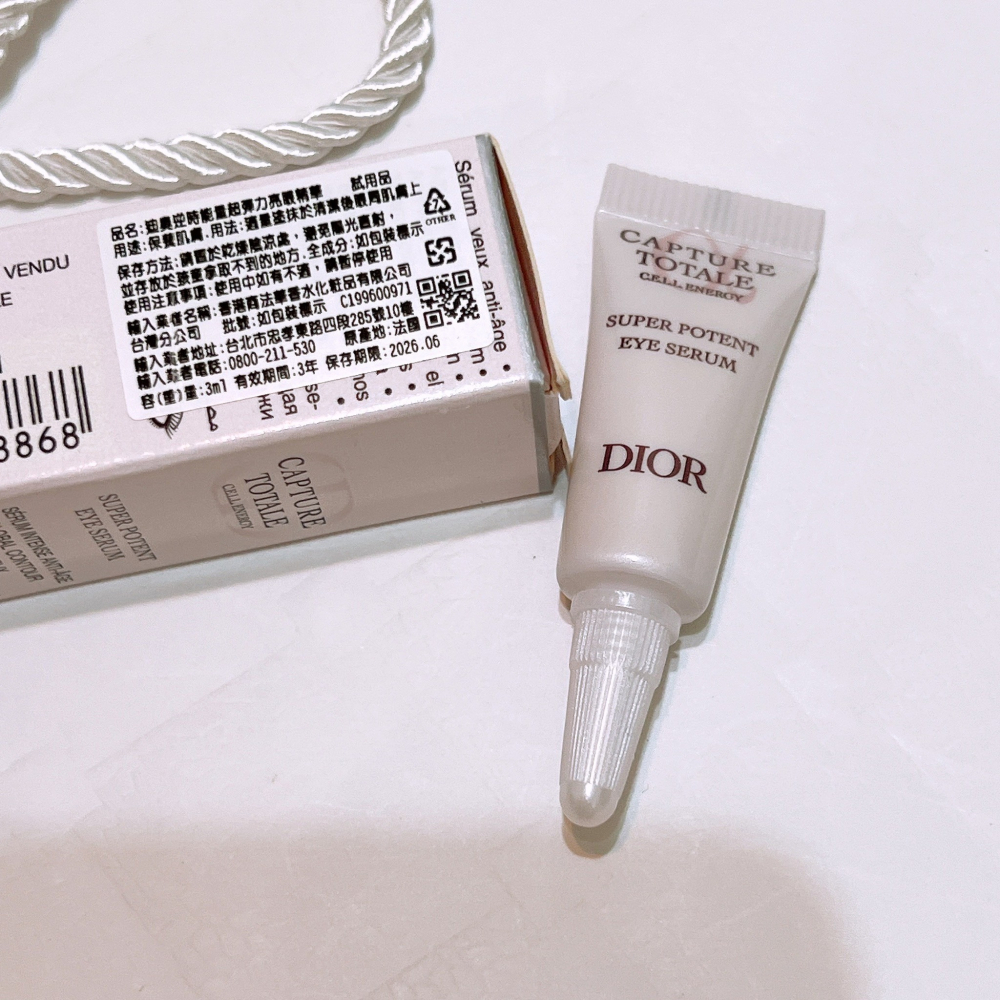 VENDU
品名:迪奧逆時能量超彈力亮眼精華 試用品
用途:保養肌膚.用法:適量塗抹於清潔後眼周肌膚上
保存方法:請置於乾燥陰涼處,避免陽光直射,
並存放於孩童拿取不到的地方.全成分:如包裝標示
使用注意事項:使用中如有不適,請暫停使用
輸入業者名稱:香港商法華香水化粧品有限公司
台灣分公司 批號:如包裝標示 C199600971
輸入業者地址:台北市忠孝東路四段285號10樓
輸入業者電話:0800-211-530 原產地:法國
容(重)量:3ml 有效期間:3年 保存期限:2026.06
OTHER
Sérum yeux anti-âge
8868
CAPTURE
TOTALE
CELL ENERGY
SUPER POTENT
EYE SERUM
SÉRUM INTENSE ANTI-ÂGE
CAPTURE
TOTALE
CELL ENERGY
SUPER POTENT
EYE SERUM
DIOR